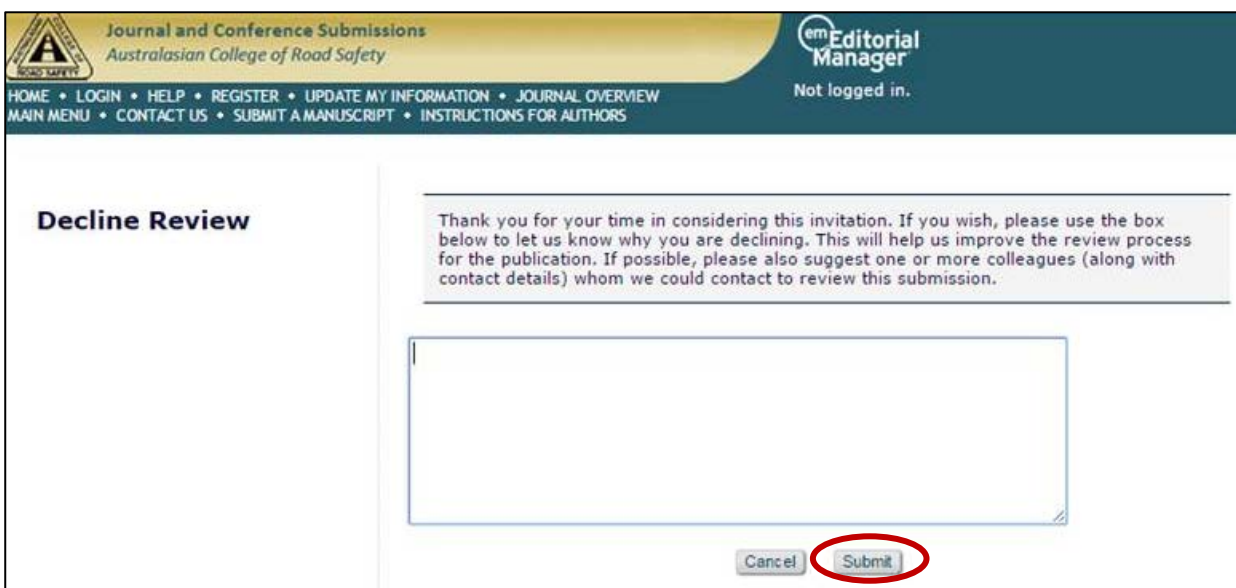 Journal and Conference Submissions
Australasian College of Road Safety
ROAD SAFETY
em Editorial
Manager
Not logged in.
HOME • LOGIN • HELP • REGISTER • UPDATE MY INFORMATION • JOURNAL OVERVIEW
MAIN MENU • CONTACT US • SUBMIT A MANUSCRIPT • INSTRUCTIONS FOR AUTHORS
Decline Review
Thank you for your time in considering this invitation. If you wish, please use the box
below to let us know why you are declining. This will help us improve the review process
for the publication. If possible, please also suggest one or more colleagues (along with
contact details) whom we could contact to review this submission.
Cancel
Submit